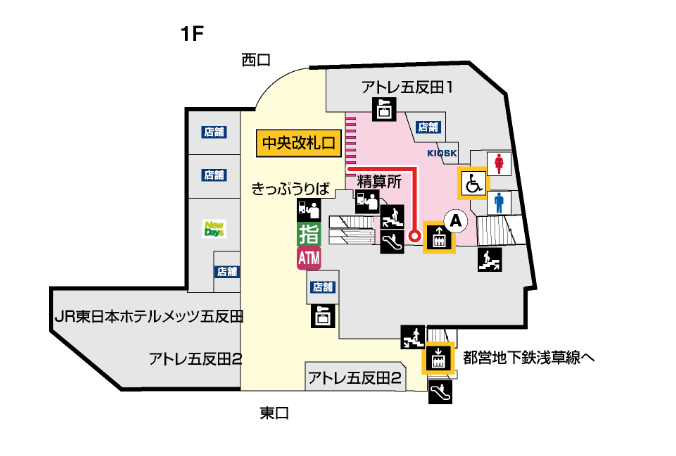 1F
西口
アトレ五反田1
店舗
店舗
中央改札口
KIOSK
店舗
精算所
きっぷうりば
A
New
Days
指
ATM
店舗
店舗
JR東日本ホテルメッツ五反田
アトレ五反田2
都営地下鉄浅草線へ
アトレ五反田2
東口